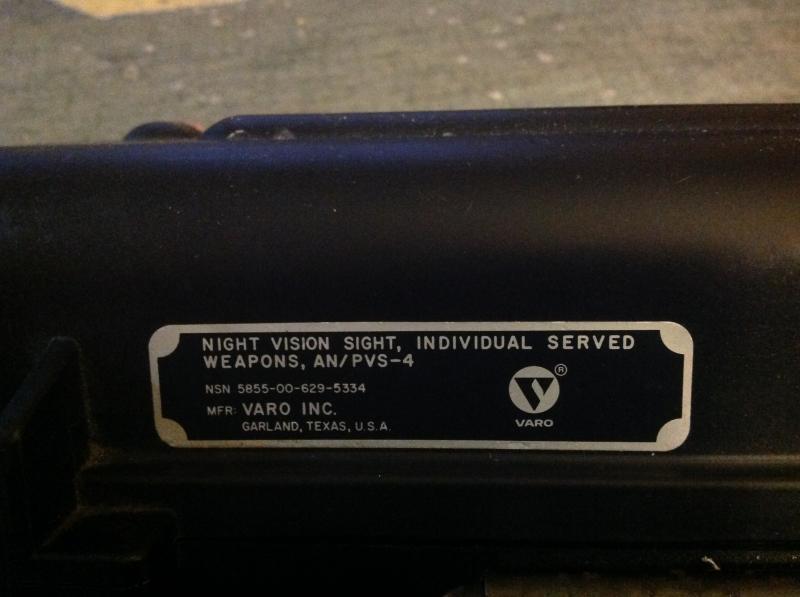 NIGHT VISION SIGHT, INDIVIDUAL SERVED
WEAPONS, AN/PVS-4
NSN 5855-00-629-5334
MFR: VARO INC.
GARLAND, TEXAS, U.S.A.
V®
VARO